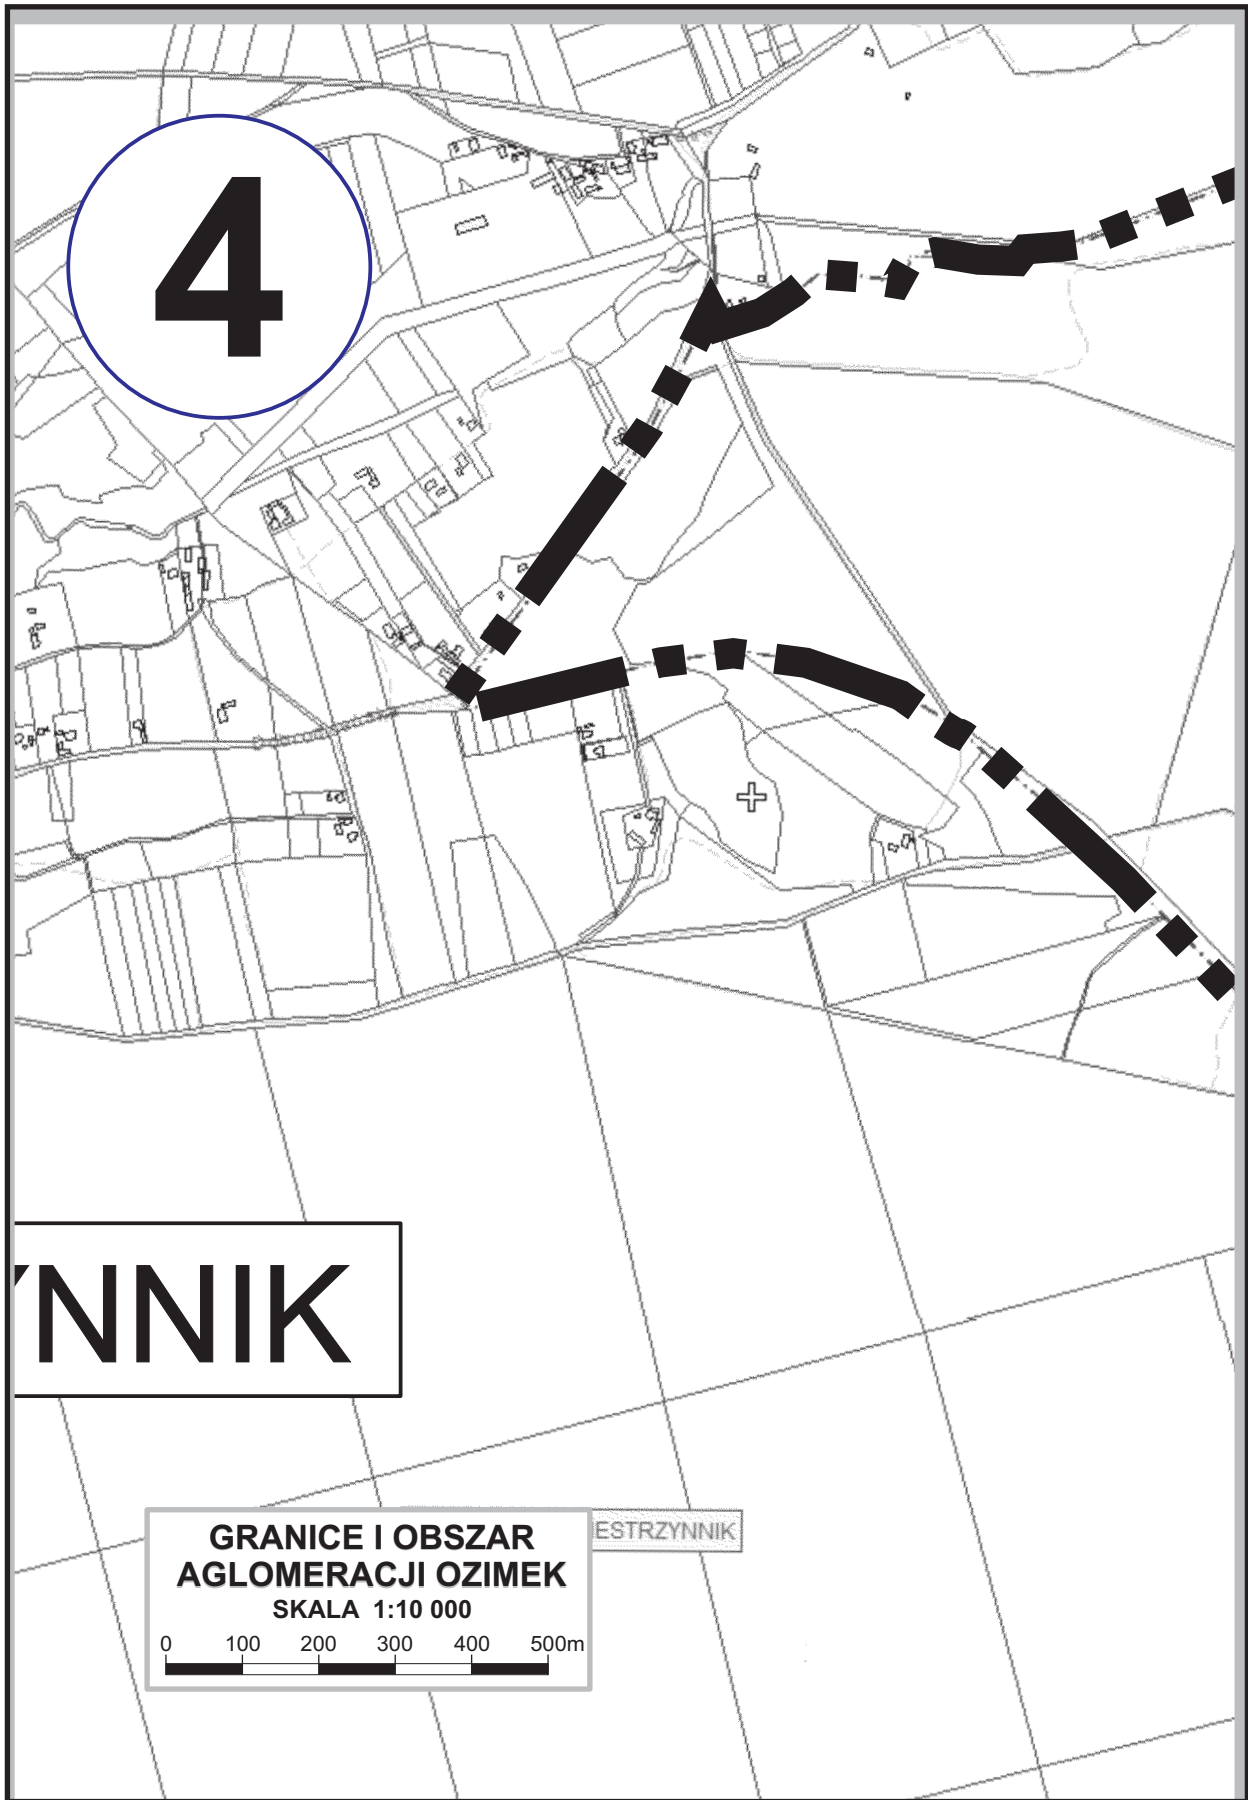 4
YNNIK
ESTRZYNNIK
GRANICE I OBSZAR
AGLOMERACJI OZIMEK
SKALA 1:10 000
0 100 200 300 400 500m